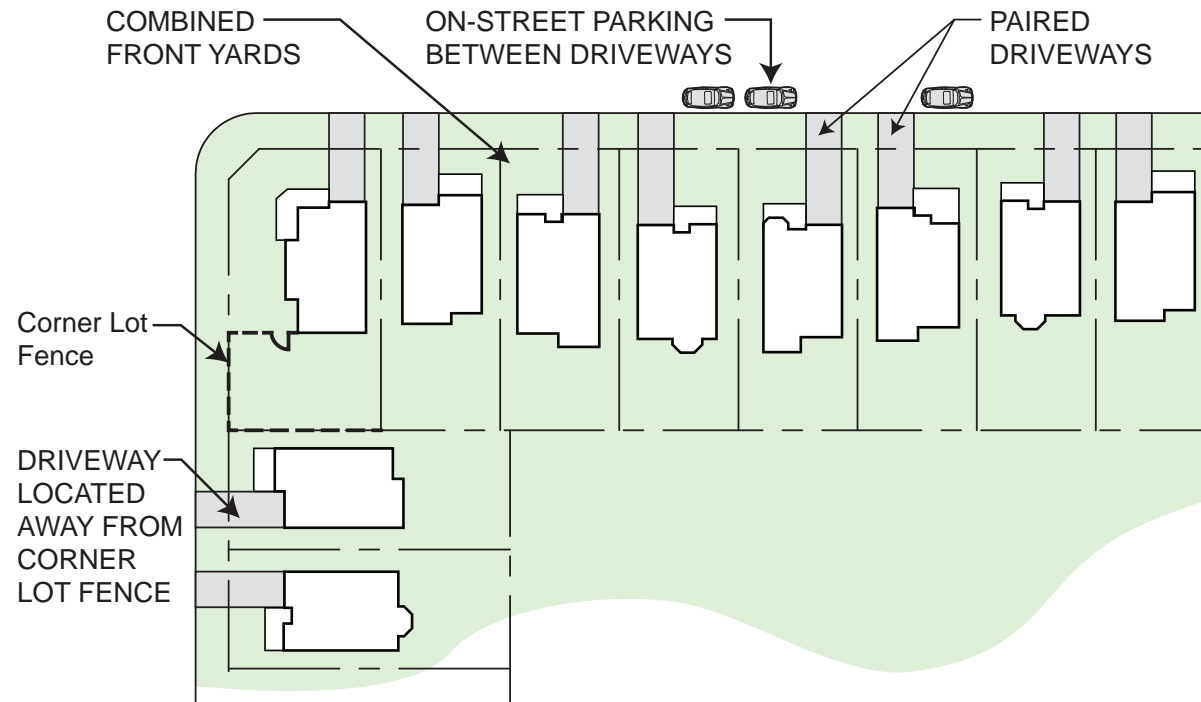 COMBINED
FRONT YARDS
ON-STREET PARKING
BETWEEN DRIVEWAYS
PAIRED
DRIVEWAYS
Corner Lot
Fence
DRIVEWAY
LOCATED
AWAY FROM
CORNER
LOT FENCE